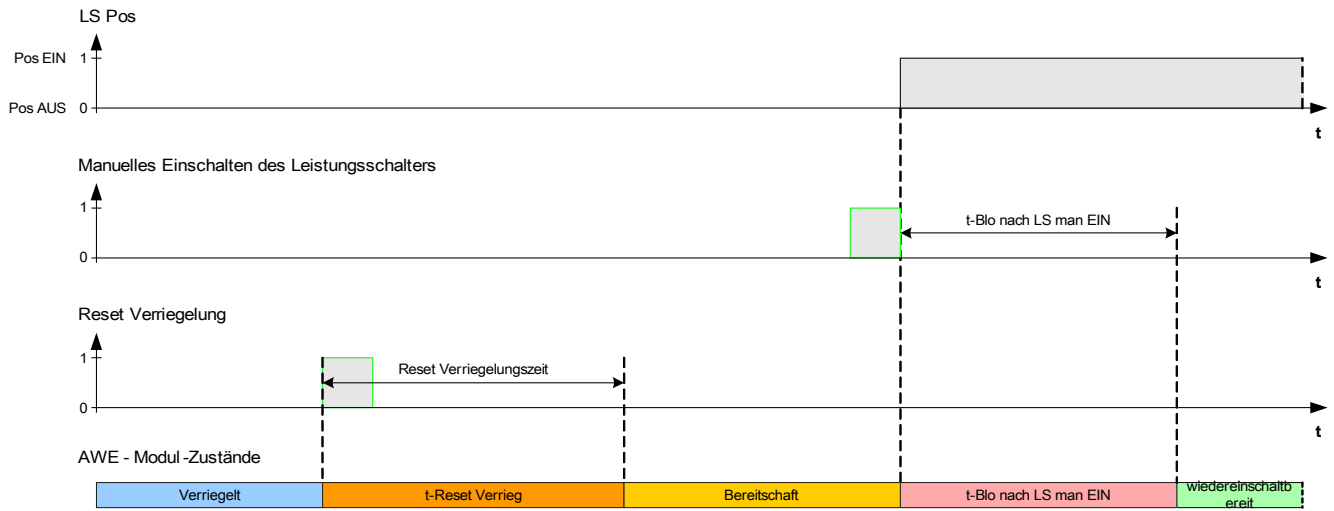 LS Pos
Pos EIN 1
Pos AUS 0
t
Manuelles Einschalten des Leistungsschalters
1
t-Blo nach LS man EIN
0
t
Reset Verriegelung
1
Reset Verriegelungszeit
0
t
AWE - Modul -Zustände
Verriegelt t-Reset Verrieg Bereitschaft t-Blo nach LS man EIN wiedereinschaltb
ereit